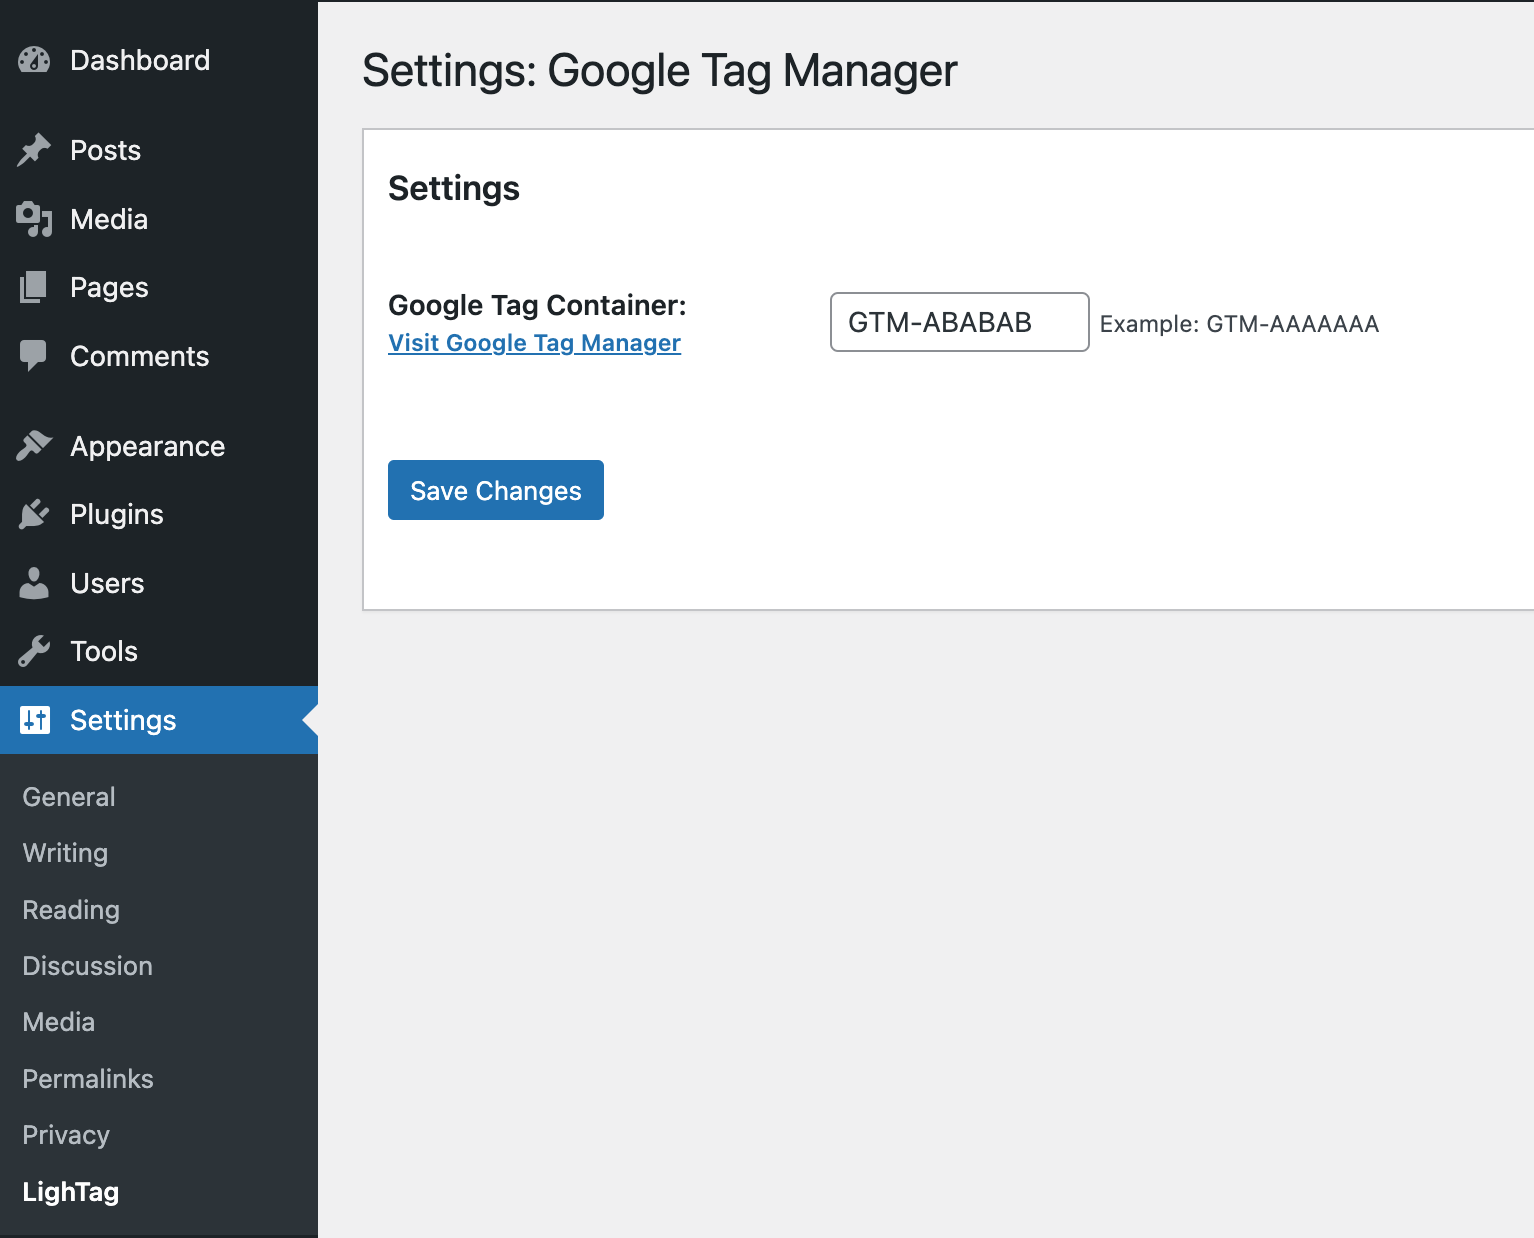 Dashboard
Posts
Media
Pages
Comments
Appearance
Plugins
Users
Tools
Settings
General
Writing
Reading
Discussion
Media
Permalinks
Privacy
LighTag
Settings: Google Tag Manager
Settings
Google Tag Container:
Visit Google Tag Manager
GTM-ABABAB
Example: GTM-AAAAAAA
Save Changes